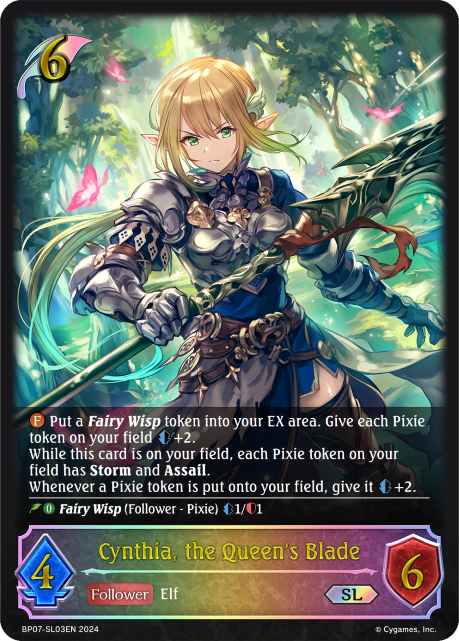 6
F Put a Fairy Wisp token into your EX area. Give each Pixie
token on your field +2.
While this card is on your field, each Pixie token on your
field has Storm and Assail.
Whenever a Pixie token is put onto your field, give it +2.
0 Fairy Wisp (Follower - Pixie) 1/1
Cynthia, the Queen's Blade
4
Follower Elf
SL
6
BP07-SL03EN 2024
© Cygames, Inc.